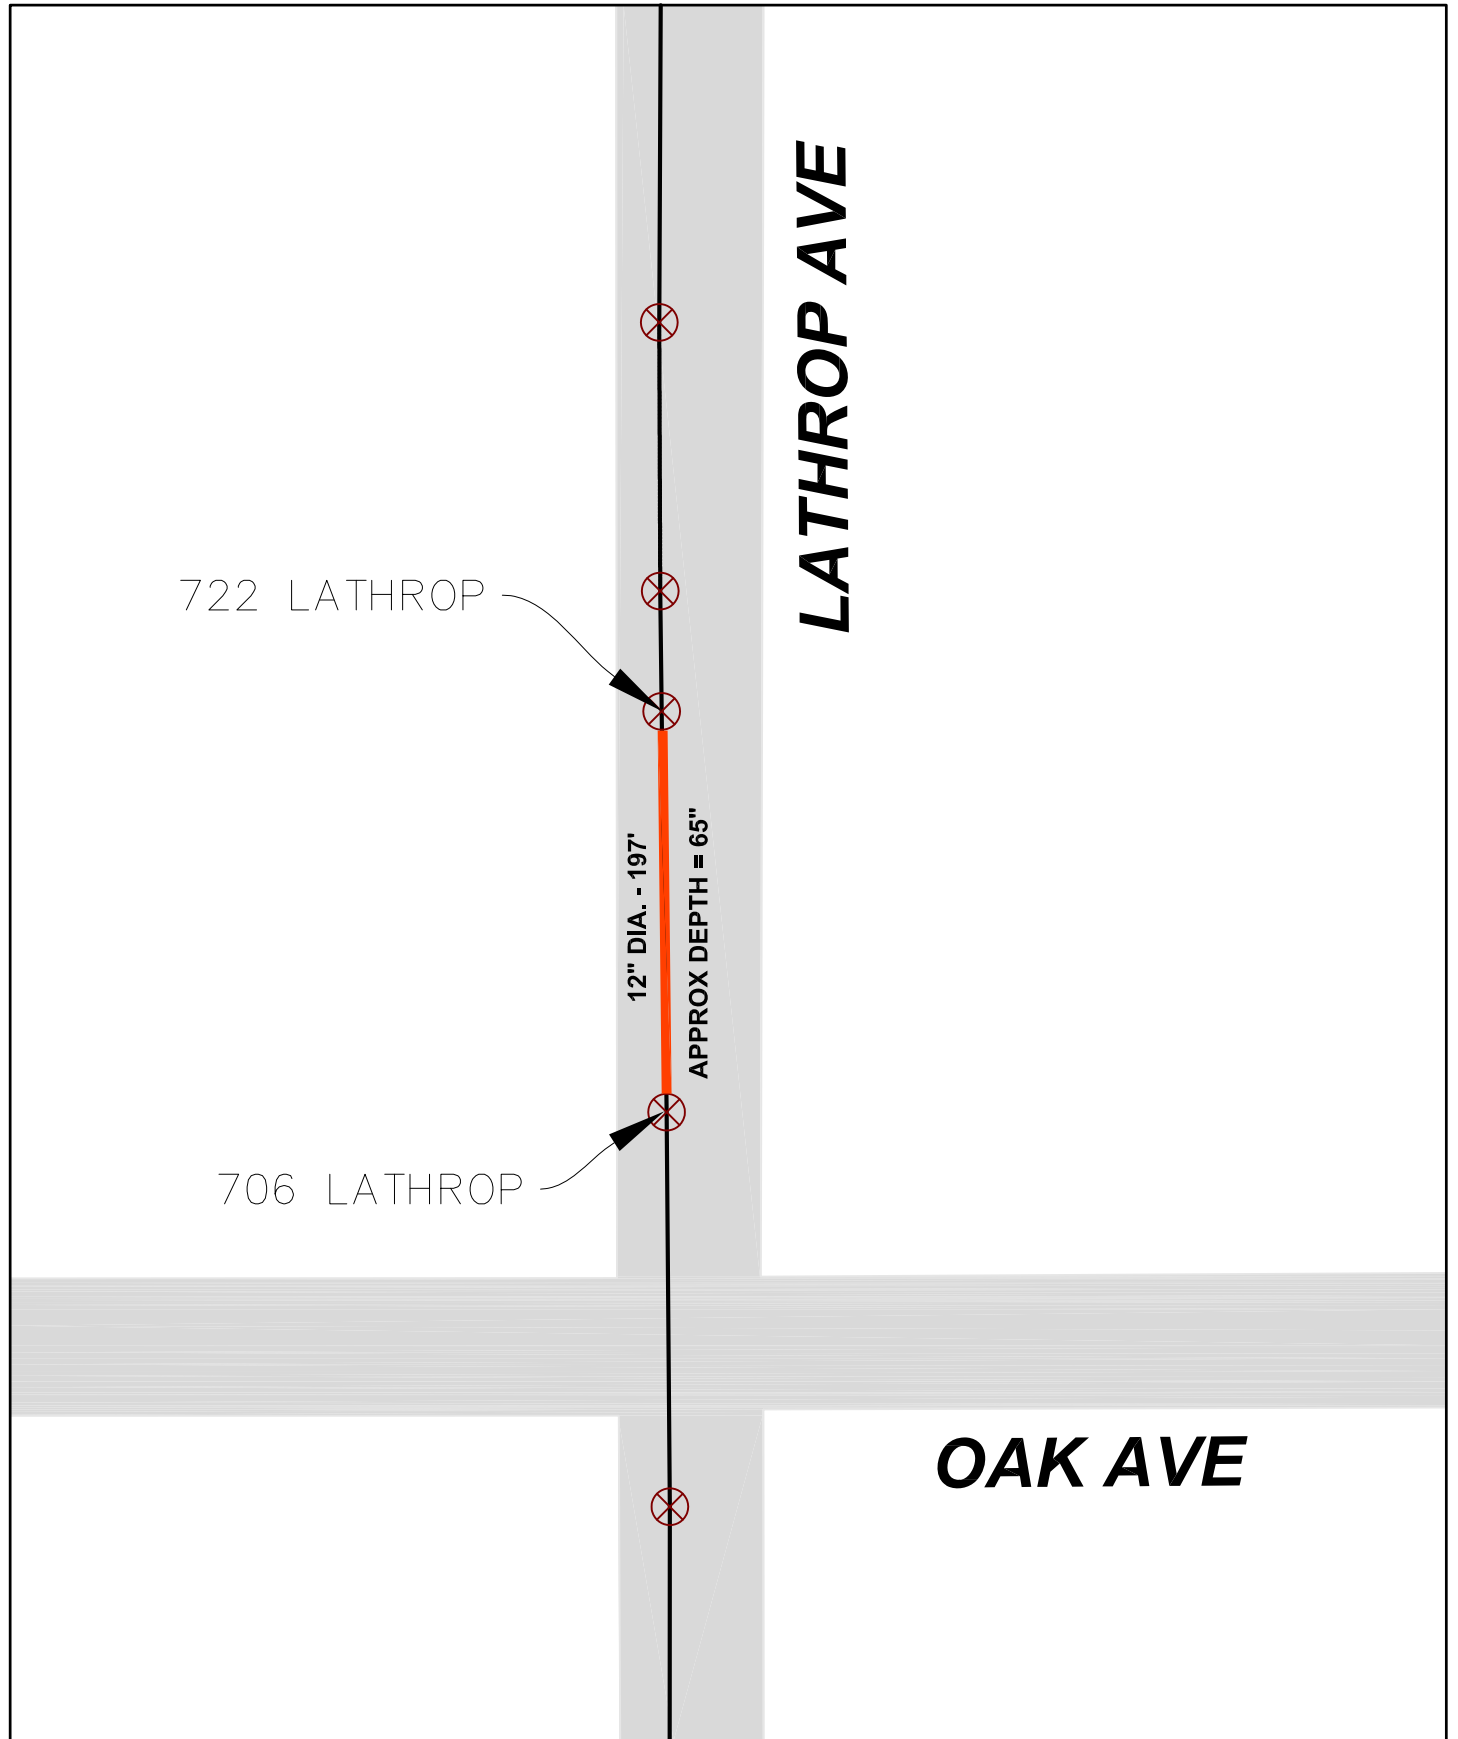 LATHROP AVE
722 LATHROP
12" DIA. - 197'
APPROX DEPTH = 65"
706 LATHROP
OAK AVE